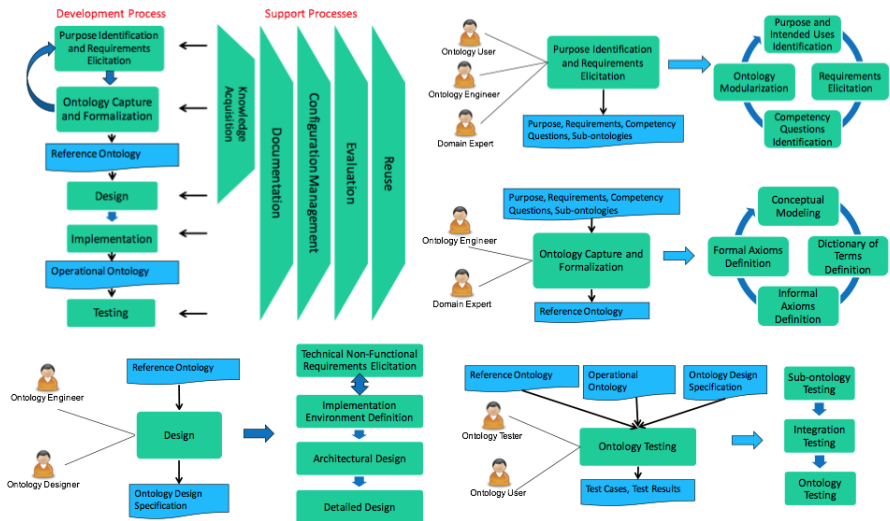 Development Process
Support Processes
Purpose Identification
and Requirements
Elicitation
Ontology Capture
and Formalization
Reference Ontology
Design
Implementation
Operational Ontology
Testing
Knowledge
Acquisition
Documentation
Configuration Management
Evaluation
Reuse
Ontology User
Ontology Engineer
Domain Expert
Purpose Identification
and Requirements
Elicitation
Purpose, Requirements, Competency
Questions, Sub-ontologies
Purpose and
Intended Uses
Identification
Ontology
Modularization
Requirements
Elicitation
Competency
Questions
Identification
Purpose, Requirements, Competency
Questions, Sub-ontologies
Ontology Engineer
Domain Expert
Ontology Capture and
Formalization
Reference Ontology
Conceptual
Modeling
Formal Axioms
Definition
Dictionary of
Terms
Definition
Informal
Axioms
Definition
Reference Ontology
Ontology Engineer
Ontology Designer
Design
Ontology Design
Specification
Technical Non-Functional
Requirements Elicitation
Implementation
Environment Definition
Architectural Design
Detailed Design
Reference Ontology
Operational
Ontology
Ontology Design
Specification
Ontology Tester
Ontology User
Ontology Testing
Test Cases, Test Results
Sub-ontology
Testing
Integration
Testing
Ontology
Testing